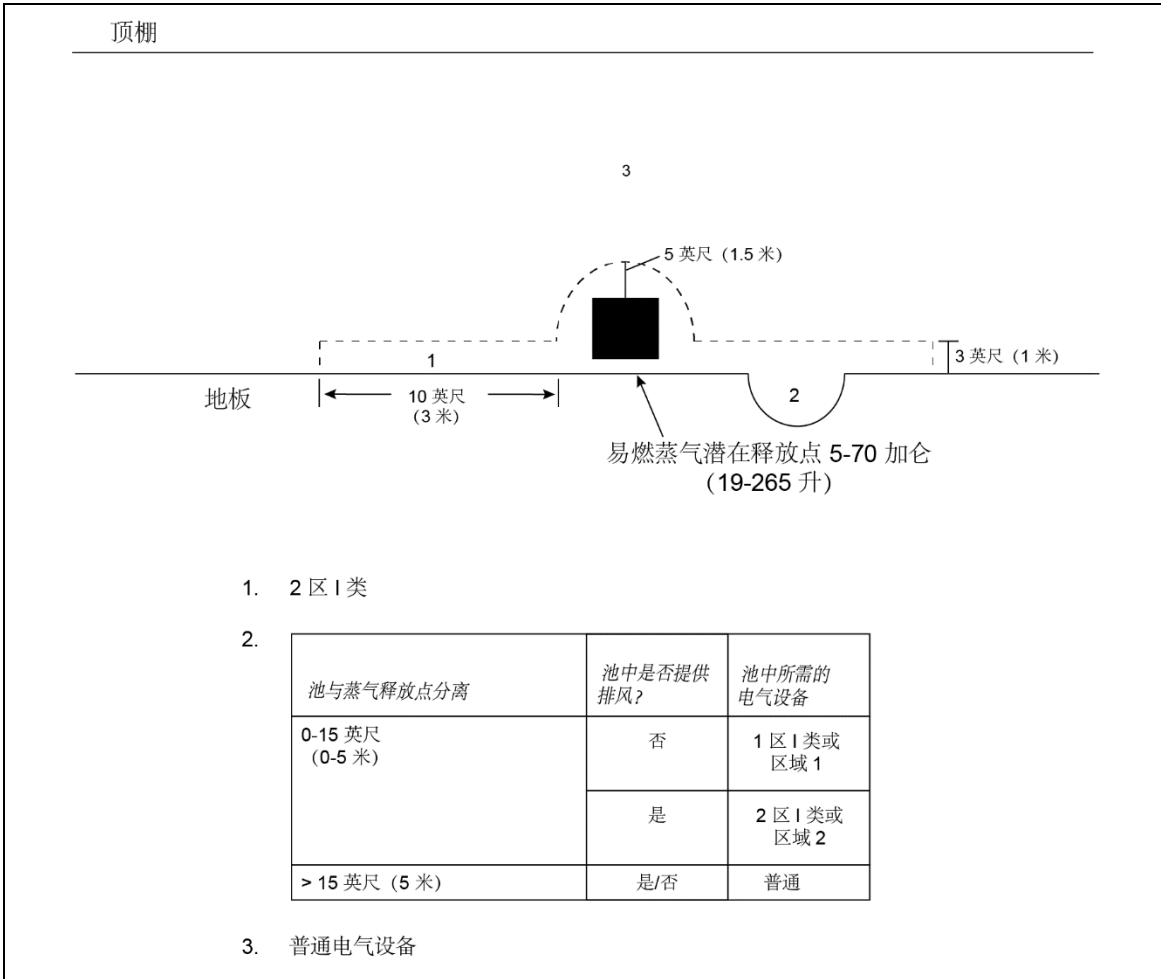 顶棚
3
5 英尺（1.5 米）
1
3 英尺（1 米）
地板
10 英尺
（3 米）
2
易燃蒸气潜在释放点 5-70 加仑
（19-265 升）
1. 2 区 I 类
2.
池与蒸气释放点分离
池中是否提供
排风?
池中所需的
电气设备
0-15 英尺
（0-5 米）
否
1 区 I 类或
区域 1
是
2 区 I 类或
区域 2
> 15 英尺（5 米）
是/否
普通
3. 普通电气设备